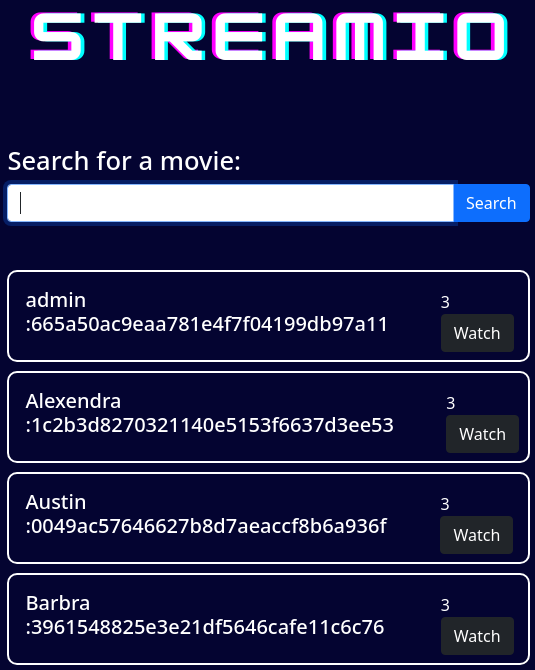 STREAMIO
Search for a movie:
Search
admin
:665a50ac9eaa781e4f7f04199db97a11
3
Watch
Alexendra
:1c2b3d8270321140e5153f6637d3ee53
3
Watch
Austin
:0049ac57646627b8d7aeaccf8b6a936f
3
Watch
Barbra
:3961548825e3e21df5646cafe11c6c76
3
Watch